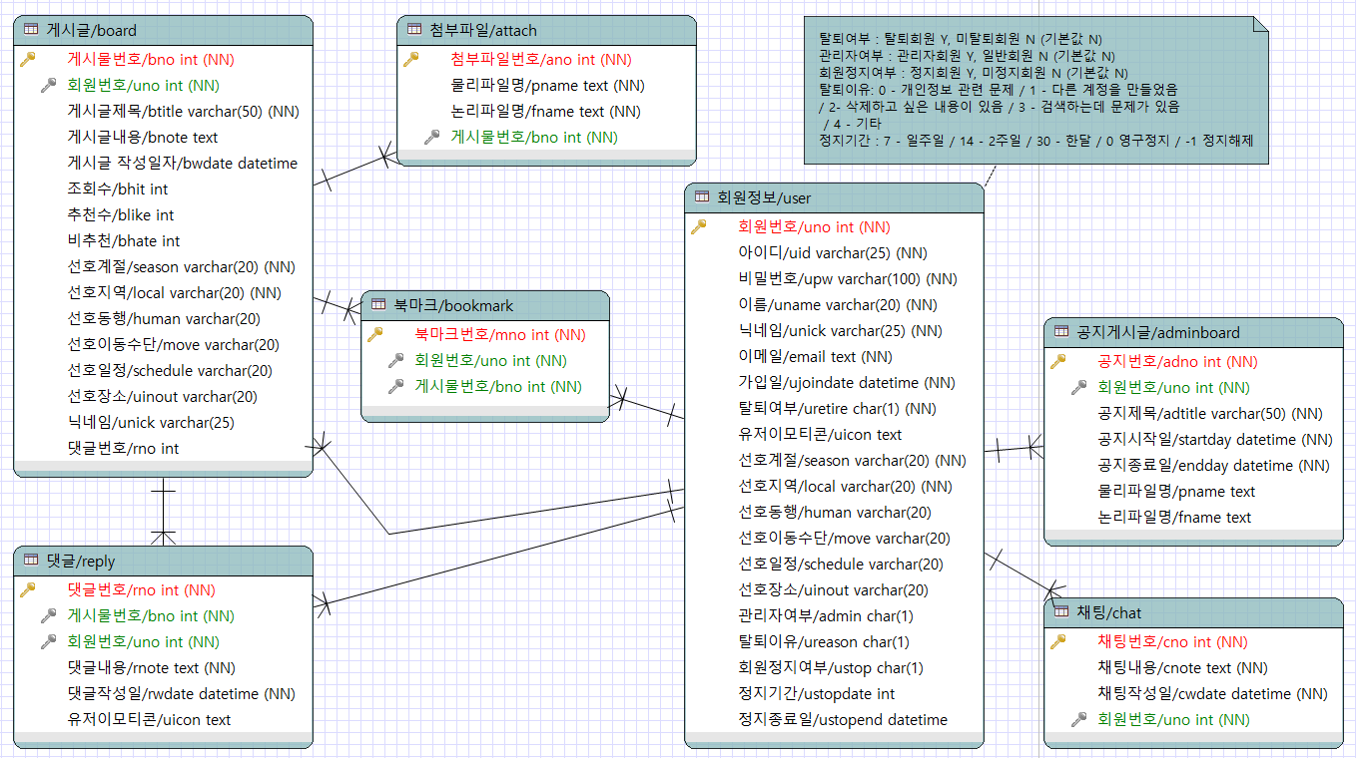 게시글/board
게시물번호/bno int (NN)
회원번호/uno int (NN)
게시글제목/btitle varchar(50) (NN)
게시글내용/bnote text
게시글 작성일자/bwdate datetime
조회수/bhit int
추천수/blike int
비추천/bhate int
선호계절/season varchar(20) (NN)
선호지역/local varchar(20) (NN)
선호동행/human varchar(20)
선호이동수단/move varchar(20)
선호일정/schedule varchar(20)
선호장소/uinout varchar(20)
닉네임/unick varchar(25)
댓글번호/rno int
첨부파일/attach
첨부파일번호/ano int (NN)
물리파일명/pname text (NN)
논리파일명/fname text (NN)
게시물번호/bno int (NN)
탈퇴여부 : 탈퇴회원 Y, 미탈퇴회원 N (기본값 N)
관리자여부 : 관리자회원 Y, 일반회원 N (기본값 N)
회원정지여부 : 정지회원 Y, 미정지회원 N (기본값 N)
탈퇴이유: 0 - 개인정보 관련 문제 / 1 - 다른 계정을 만들었음
/ 2- 삭제하고 싶은 내용이 있음 / 3 - 검색하는데 문제가 있음
/ 4 - 기타
정지기간 : 7 - 일주일 / 14 - 2주일 / 30 - 한달 / 0 영구정지 / -1 정지해제
북마크/bookmark
북마크번호/mno int (NN)
회원번호/uno int (NN)
게시물번호/bno int (NN)
회원정보/user
회원번호/uno int (NN)
아이디/uid varchar(25) (NN)
비밀번호/upw varchar(100) (NN)
이름/uname varchar(20) (NN)
닉네임/unick varchar(25) (NN)
이메일/email text (NN)
가입일/ujoindate datetime (NN)
탈퇴여부/uretire char(1) (NN)
유저이모티콘/uicon text
선호계절/season varchar(20) (NN)
선호지역/local varchar(20) (NN)
선호동행/human varchar(20)
선호이동수단/move varchar(20)
선호일정/schedule varchar(20)
선호장소/uinout varchar(20)
관리자여부/admin char(1)
탈퇴이유/ureason char(1)
회원정지여부/ustop char(1)
정지기간/ustopdate int
정지종료일/ustopend datetime
공지게시글/adminboard
공지번호/adno int (NN)
회원번호/uno int (NN)
공지제목/adtitle varchar(50) (NN)
공지시작일/startday datetime (NN)
공지종료일/endday datetime (NN)
물리파일명/pname text
논리파일명/fname text
댓글/reply
댓글번호/rno int (NN)
게시물번호/bno int (NN)
회원번호/uno int (NN)
댓글내용/rnote text (NN)
댓글작성일/rwdate datetime (NN)
유저이모티콘/uicon text
채팅/chat
채팅번호/cno int (NN)
채팅내용/cnote text (NN)
채팅작성일/cwdate datetime (NN)
회원번호/uno int (NN)